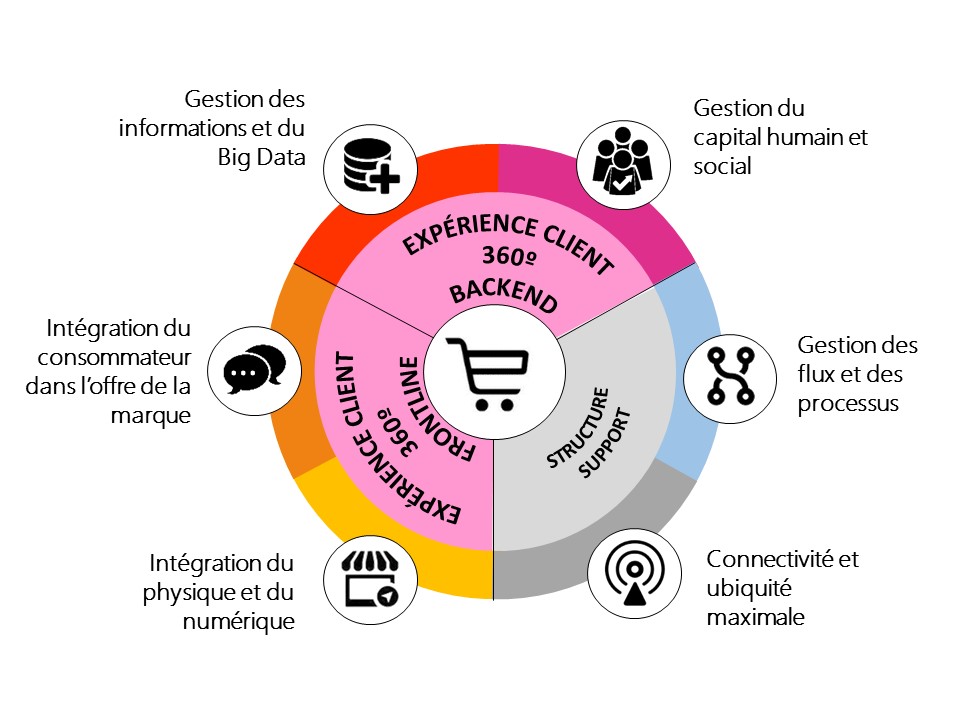 Gestion des
informations et du
Big Data
Gestion du
capital humain et
social
EXPÉRIENCE CLIENT
360º
BACKEND
Intégration du
consommateur
dans l'offre de la
marque
EXPÉRIENCE CLIENT
360º
FRONTLINE
STRUCTURE
SUPPORT
Gestion des
flux et des
processus
Intégration du
physique et du
numérique
Connectivité et
ubiquité
maximale